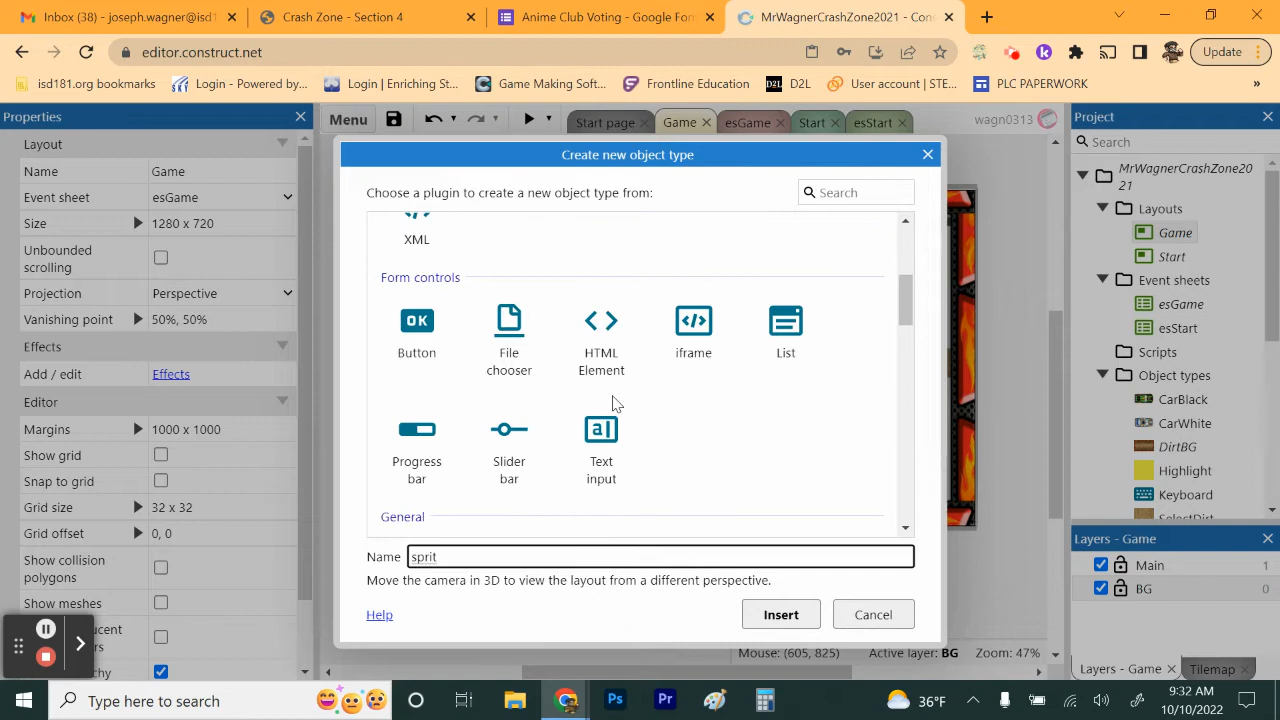 Inbox (38) - joseph.wagner@isd1
Crash Zone - Section 4
Anime Club Voting - Google For
MrWagnerCrashZone2021 - Cons
editor.construct.net
Update
isd181.org bookmarks
Login - Powered by...
Login | Enriching St...
Game Making Soft...
Frontline Education
D2L
D2L
User account / STE...
PLC PAPERWORK
»
Properties
Menu
Start page
Game
esGame
Start
esStart
wagn0313
Project
Layout
Name
Game
Event sheet
esGame
Size
1280 x 720
Unbounded scrolling
Projection
Perspective
Vanishing point
50%, 50%
Effects
Add / edit
Effects
Editor
Margins
1000 x 1000
Show grid
Snap to grid
Grid size
32 x 32
Grid offset
0, 0
Show collision polygons
Show meshes
Create new object type
Choose a plugin to create a new object type from:
Search
XML
Form controls
OK
Button
File chooser
HTML Element
iframe
List
Progress bar
Slider bar
a|
Text input
General
Name
sprit
Move the camera in 3D to view the layout from a different perspective.
Help
Insert
Cancel
Mouse: (605, 825)
Active layer: BG
Zoom: 47%
Search
MrWagnerCrashZone2021
Layouts
Game
Start
Event sheets
esGame
esStart
Scripts
Object types
CarBlack
CarWhite
DirtBG
Highlight
Keyboard
Layers - Game
Main
1
BG
0
Layers - Game
Tilemap
Type here to search
Ps
Pr
36°F
9:32 AM
10/10/2022